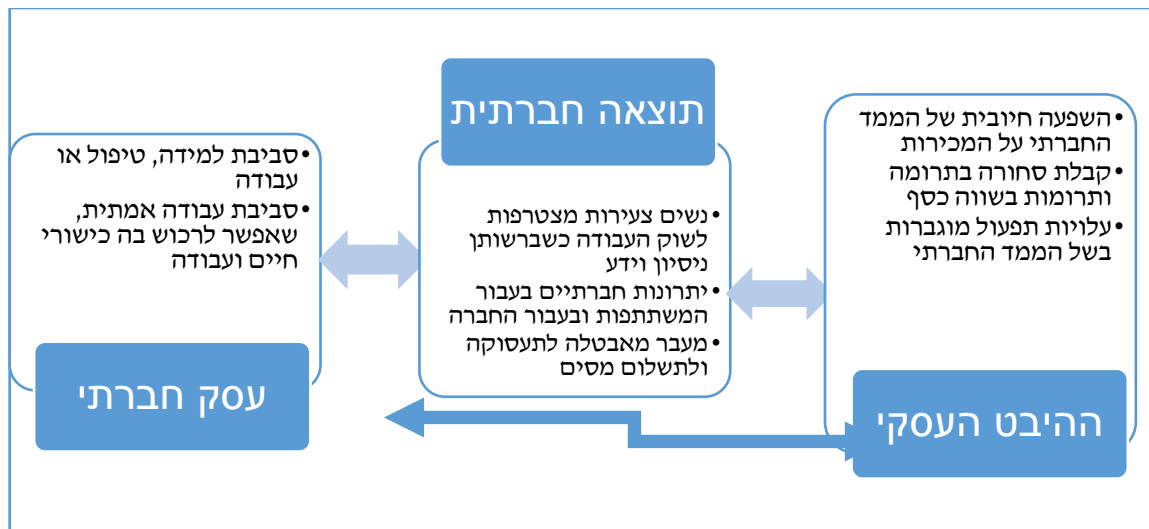 ההיבט העסקי
•השפעה חיובית של הממד
החברתי על המכירות
•קבלת סחורה בתרומה
ותרומות בשווה כסף
•עלויות תפעול מוגברות
בשל הממד החברתי
תוצאה חברתית
•נשים צעירות מצטרפות
לשוק העבודה כשברשותן
ניסיון וידע
•יתרונות חברתיים בעבור
המשתתפות ובעבור החברה
•מעבר מאבטלה לתעסוקה
ולתשלום מסים
•סביבת למידה, טיפול או
עבודה
•סביבת עבודה אמתית,
שאפשר לרכוש בה כישורי
חיים ועבודה
עסק חברתי